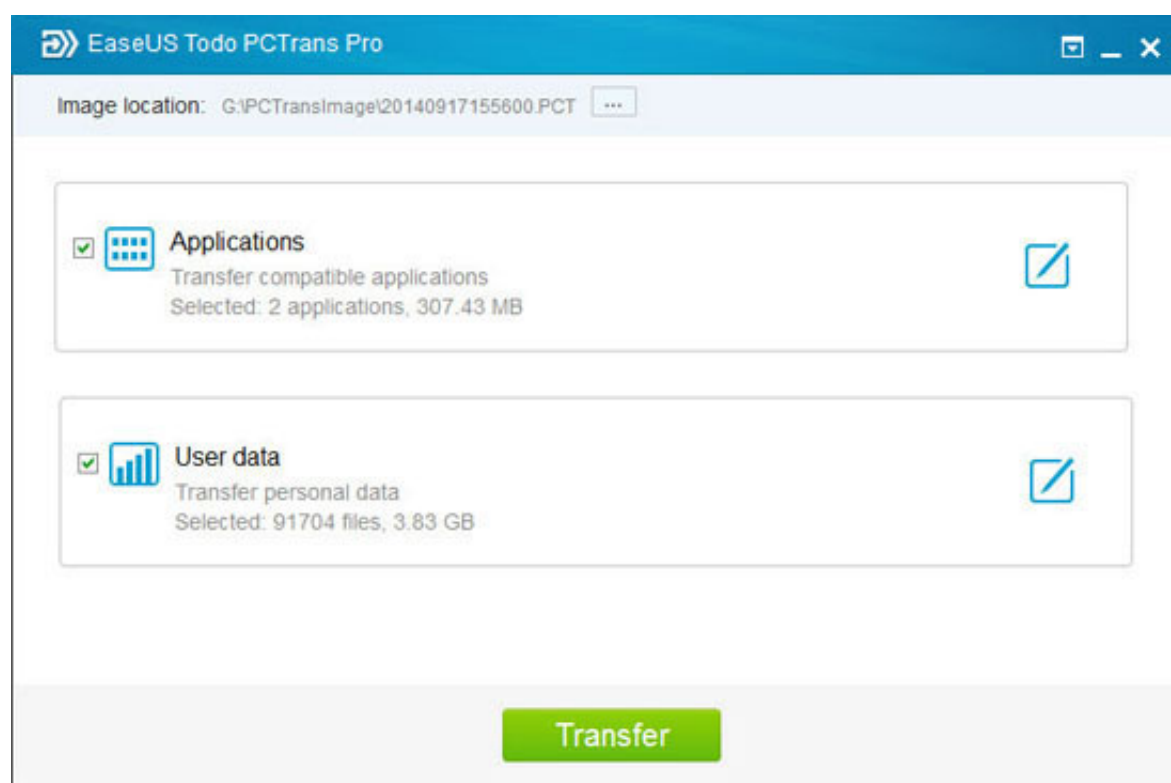 EaseUS Todo PCTrans Pro
Image location: G:\PCTransImage\20140917155600.PCT ...
Applications
Transfer compatible applications
Selected: 2 applications, 307.43 MB
User data
Transfer personal data
Selected: 91704 files, 3.83 GB
Transfer